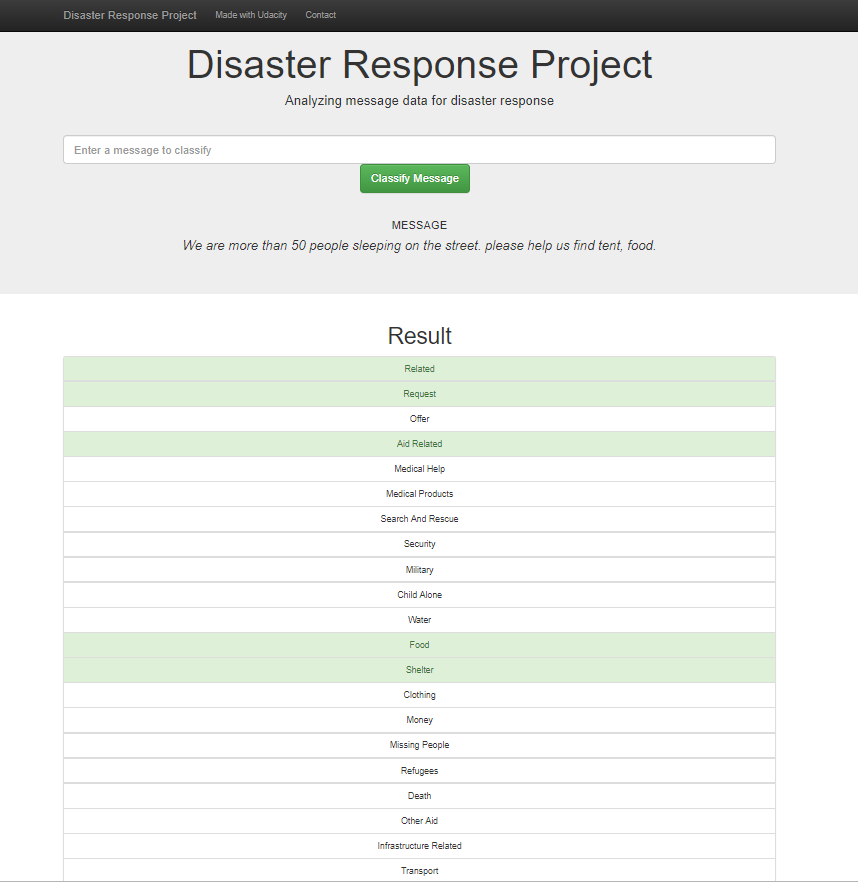 Disaster Response Project Made with Udacity Contact
Disaster Response Project
Analyzing message data for disaster response
Enter a message to classify
Classify Message
MESSAGE
We are more than 50 people sleeping on the street. please help us find tent, food.
Result
Related
Request
Offer
Aid Related
Medical Help
Medical Products
Search And Rescue
Security
Military
Child Alone
Water
Food
Shelter
Clothing
Money
Missing People
Refugees
Death
Other Aid
Infrastructure Related
Transport